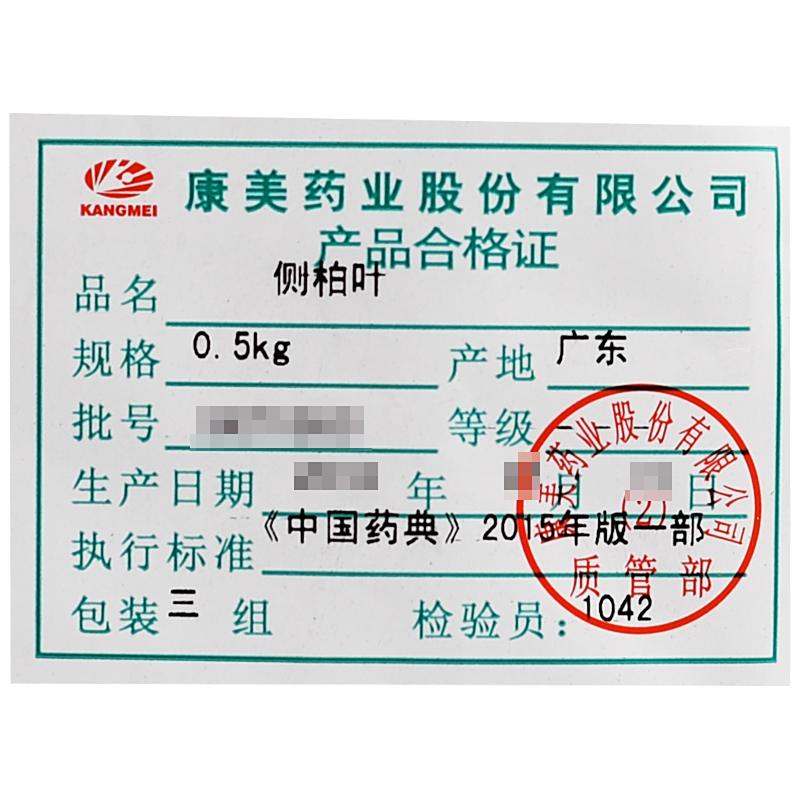 KANGMEI
康美药业股份有限公司
产品合格证
品名 侧柏叶
规格 0.5kg 产地 广东
批号 等级 ---
生产日期 年 月 日
执行标准 《中国药典》2015年版一部
包装 三 组 检验员: 1042
康美药业股份有限公司
(2)
质管部